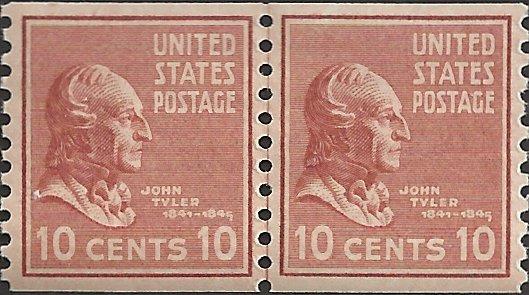 UNITED
STATES
POSTAGE
JOHN
TYLER
1841-1845
10 CENTS 10
UNITED
STATES
POSTAGE
JOHN
TYLER
1841-1845
10 CENTS 10